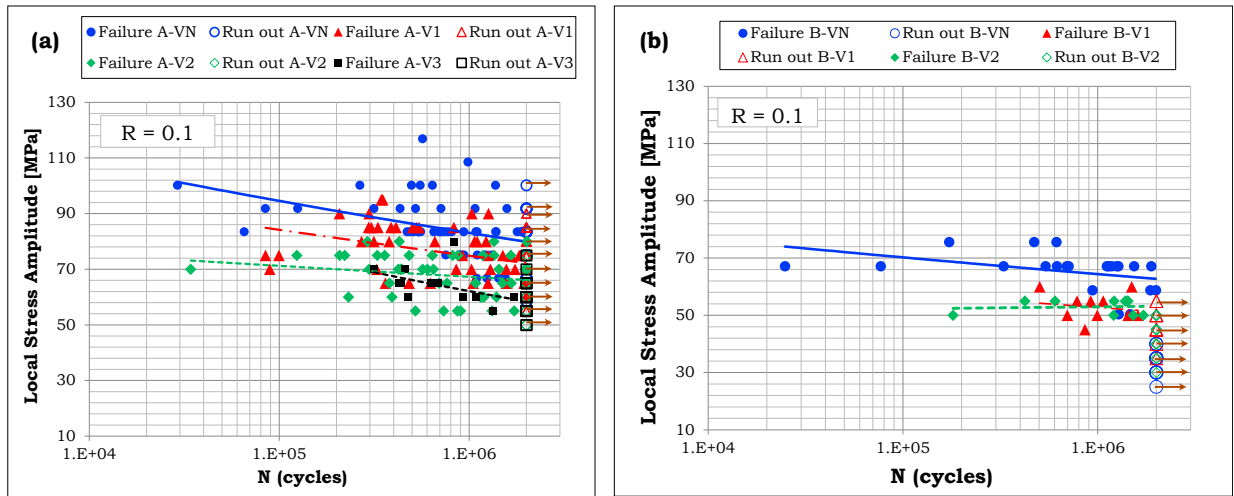 (a)
Failure A-VN Run out A-VN Failure A-V1 Run out A-V1
Failure A-V2 Run out A-V2 Failure A-V3 Run out A-V3
R = 0.1
Local Stress Amplitude [MPa]
130
110
90
70
50
30
10
1.E+04 1.E+05 1.E+06
N (cycles)
(b)
Failure B-VN Run out B-VN Failure B-V1
Run out B-V1 Failure B-V2 Run out B-V2
R = 0.1
Local Stress Amplitude [MPa]
130
110
90
70
50
30
10
1.E+04 1.E+05 1.E+06
N (cycles)